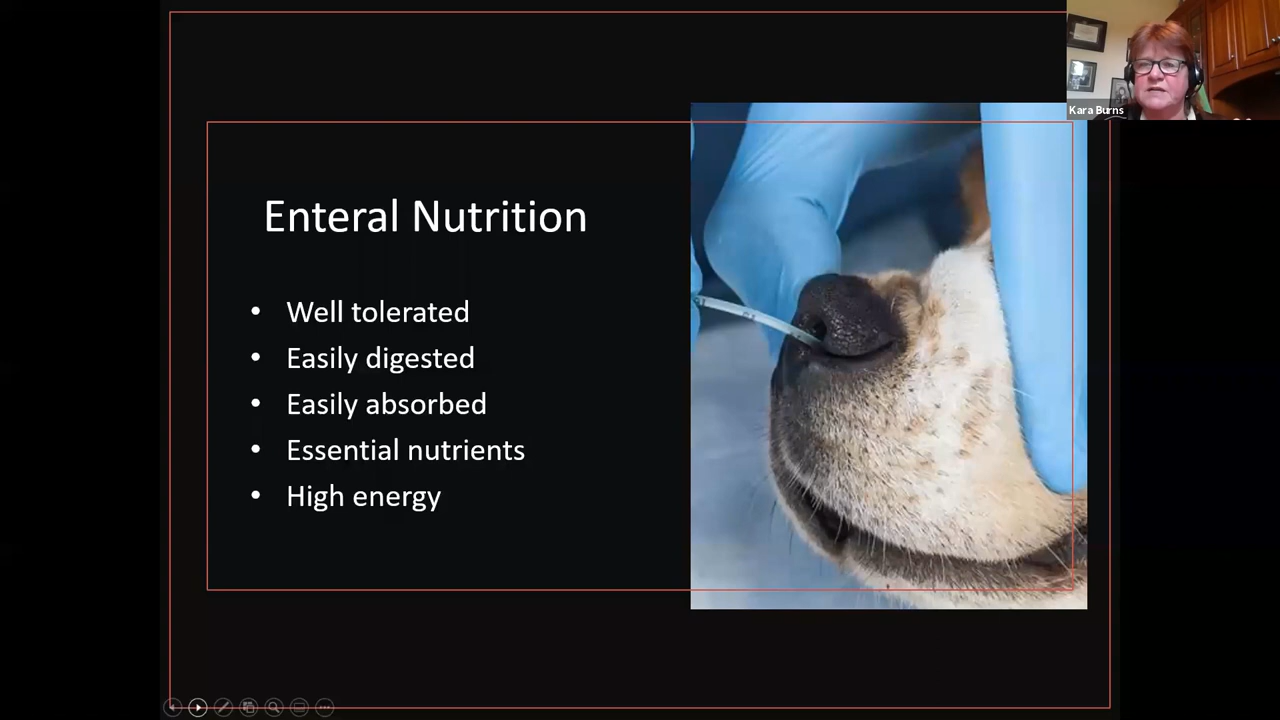 Kara Burns
Enteral Nutrition
• Well tolerated
• Easily digested
• Easily absorbed
• Essential nutrients
• High energy